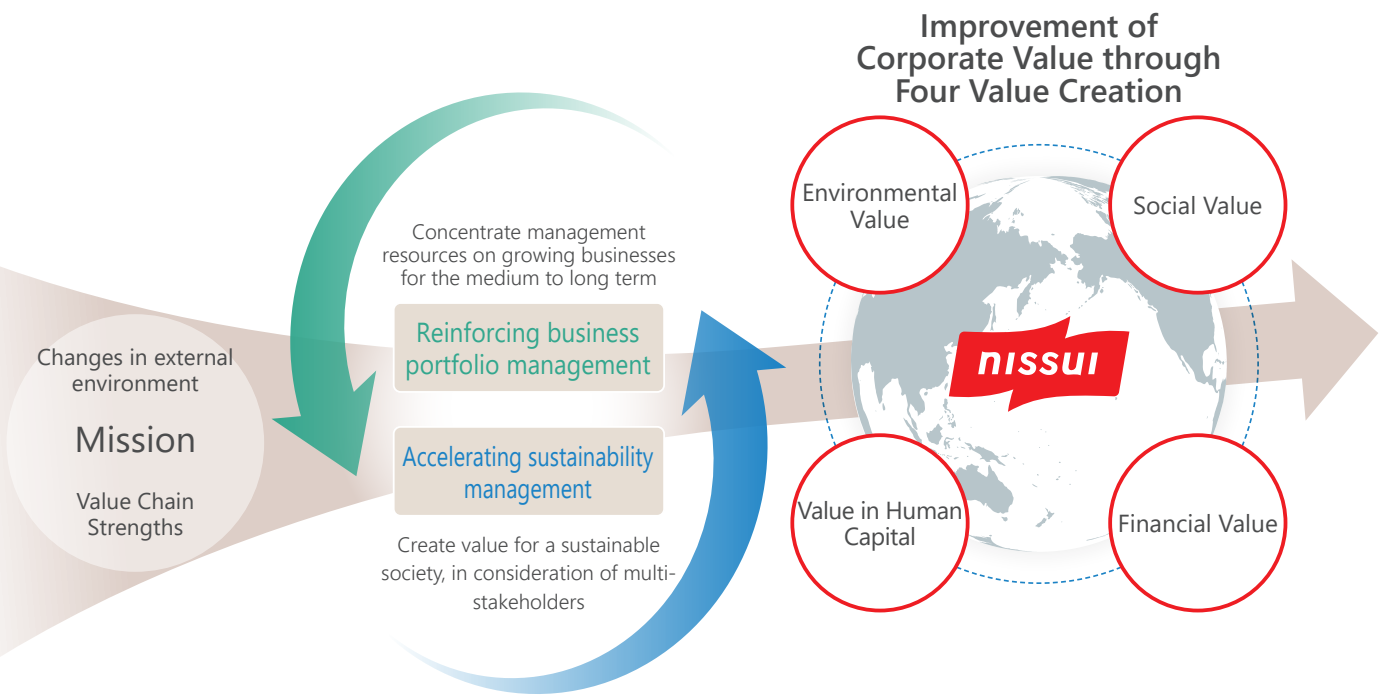 Improvement of
Corporate Value through
Four Value Creation
Changes in external
environment
Mission
Value Chain
Strengths
Concentrate management
resources on growing businesses
for the medium to long term
Reinforcing business
portfolio management
Accelerating sustainability
management
Create value for a sustainable
society, in consideration of multi-
stakeholders
Environmental
Value
Social Value
nissui
Value in Human
Capital
Financial Value